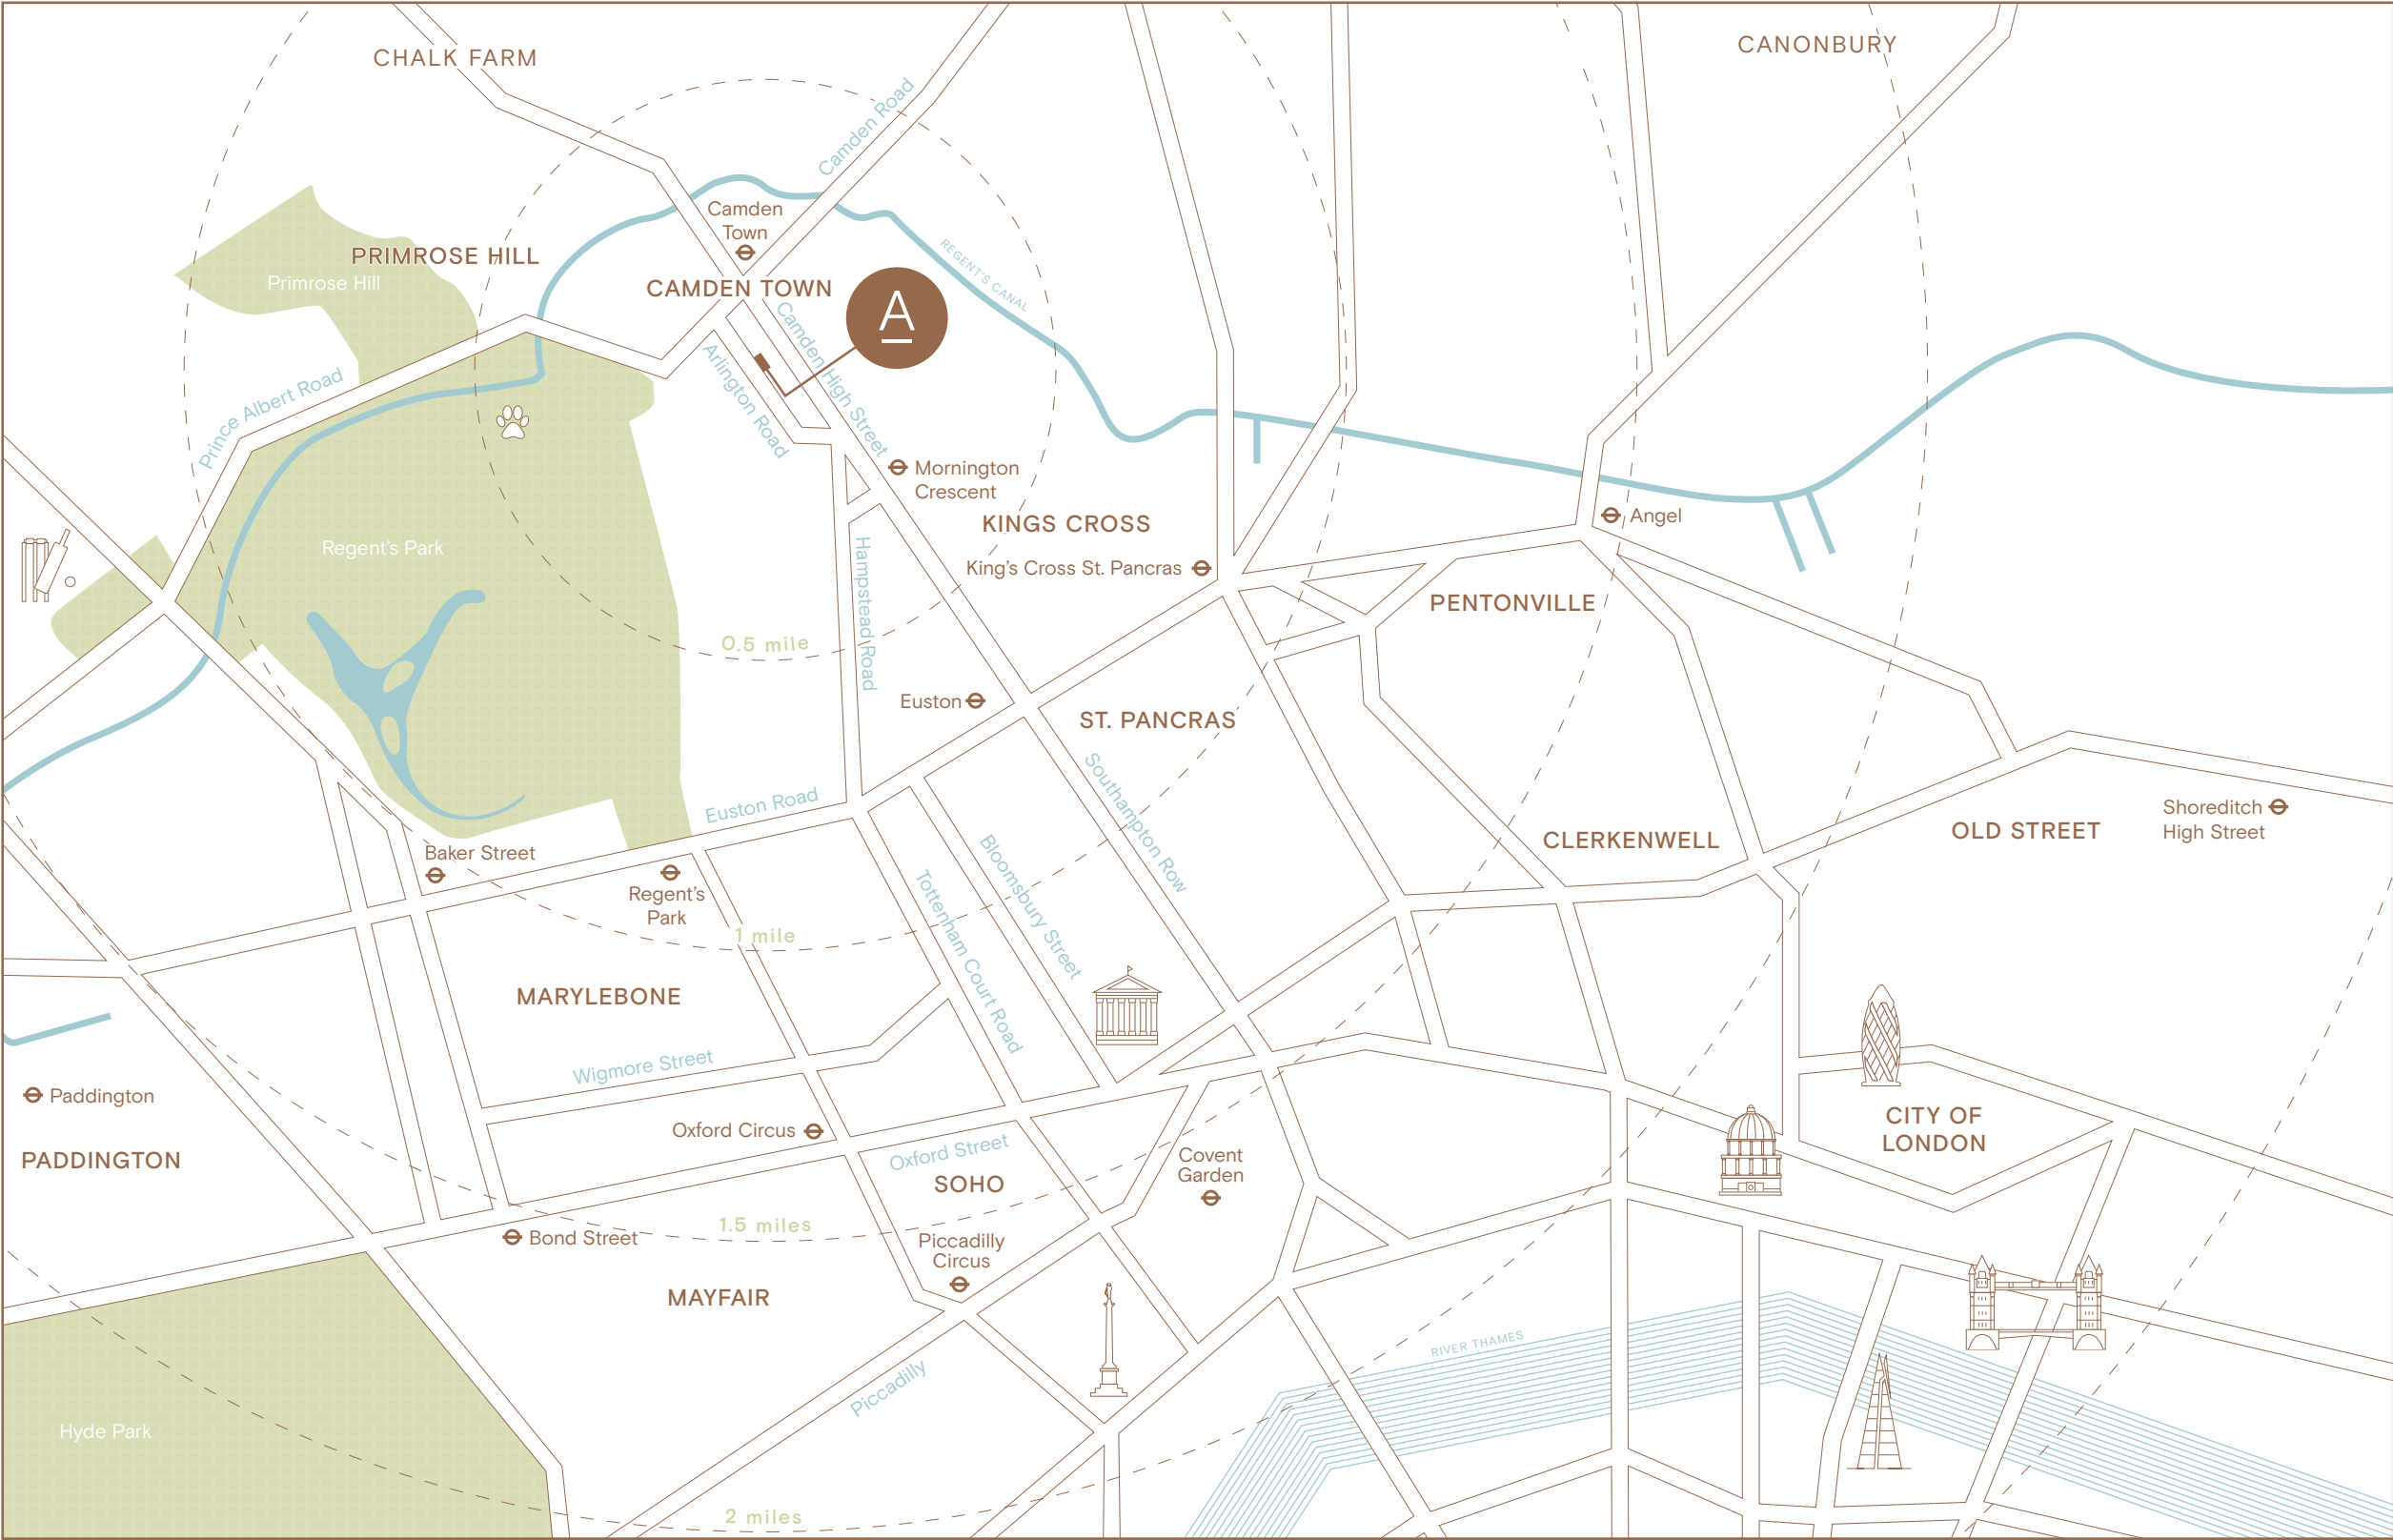 CHALK FARM
CANONBURY
Camden Road
Camden
Town
PRIMROSE HILL
Primrose Hill
CAMDEN TOWN
A
REGENT'S CANAL
Camden High Street
Arlington Road
Prince Albert Road
Mornington
Crescent
KINGS CROSS
Angel
Regent's Park
King's Cross St. Pancras
Hampstead Road
PENTONVILLE
0.5 mile
Euston
ST. PANCRAS
Southampton Row
Euston Road
Shoreditch
High Street
OLD STREET
CLERKENWELL
Baker Street
Regent's
Park
Bloomsbury Street
Tottenham Court Road
1 mile
MARYLEBONE
Wigmore Street
Paddington
CITY OF
LONDON
Oxford Circus
Oxford Street
PADDINGTON
Covent
Garden
SOHO
1.5 miles
Bond Street
Piccadilly
Circus
MAYFAIR
RIVER THAMES
Piccadilly
Hyde Park
2 miles